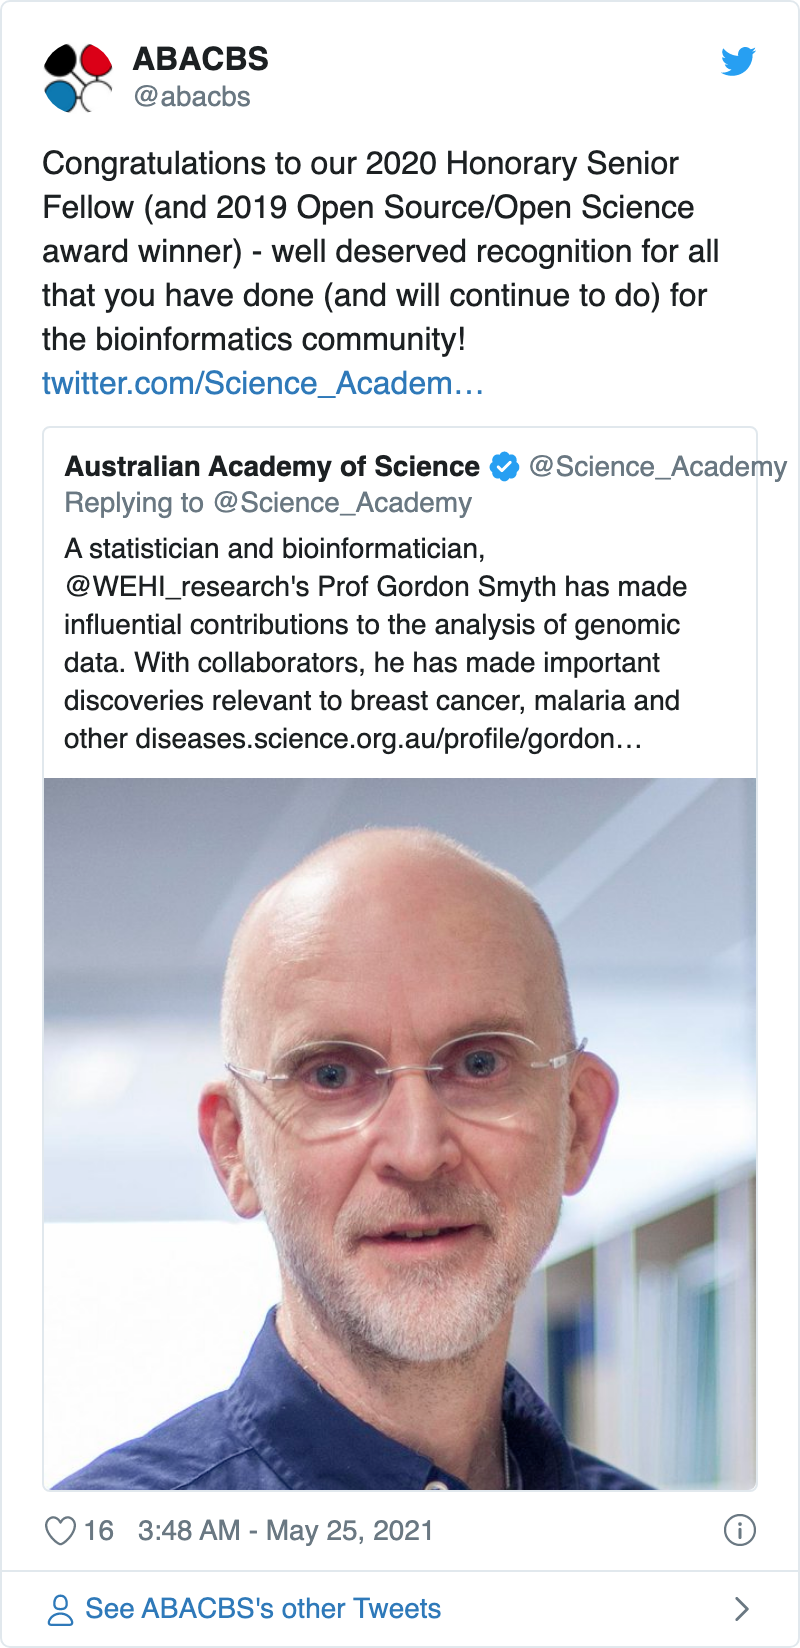 ABACBS
@abacbs
Congratulations to our 2020 Honorary Senior
Fellow (and 2019 Open Source/Open Science
award winner) - well deserved recognition for all
that you have done (and will continue to do) for
the bioinformatics community!
twitter.com/Science_Academ…
Australian Academy of Science @Science_Academy
Replying to @Science_Academy
A statistician and bioinformatician,
@WEHI_research's Prof Gordon Smyth has made
influential contributions to the analysis of genomic
data. With collaborators, he has made important
discoveries relevant to breast cancer, malaria and
other diseases.science.org.au/profile/gordon…
16 3:48 AM - May 25, 2021
See ABACBS's other Tweets